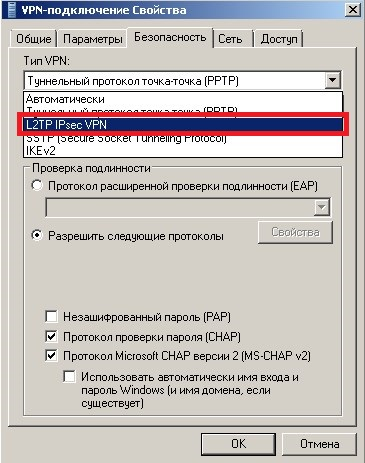 VPN-подключение Свойства
Общие Параметры Безопасность Сеть Доступ
Тип VPN:
Туннельный протокол точка-точка (PPTP)
Автоматически
Туннельный протокол точка-точка (PPTP)
L2TP IPsec VPN
SSTP (Secure Socket Tunneling Protocol)
IKEv2
Проверка подлинности
Протокол расширенной проверки подлинности (EAP)
Разрешить следующие протоколы
Свойства
Незашифрованный пароль (PAP)
Протокол проверки пароля (CHAP)
Протокол Microsoft CHAP версии 2 (MS-CHAP v2)
Использовать автоматически имя входа и
пароль Windows (и имя домена, если
существует)
OK Отмена